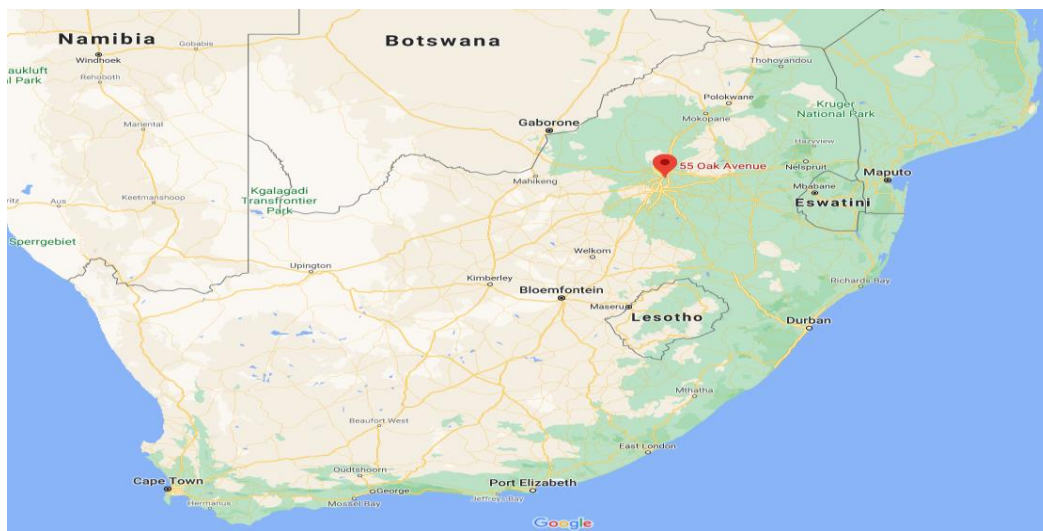 Namibia
Windhoek
Gobabis
Botswana
Thohoyandou
aukluft
al Park
Rehoboth
Polokwane
Kruger
National Park
Mokopane
Gaborone
Mariental
Hazyview
55 Oak Avenue
Nelspruit
Maputo
Mahikeng
Mbabane
Kgalagadi
Transfrontier
Park
Aus
Keetmanshoop
Eswatini
Sperrgebiet
Welkom
Upington
Kimberley
Richards Bay
Bloemfontein
Maseru
Lesotho
Durban
Mthatha
Beaufort West
East London
Oudtshoorn
Cape Town
George
Port Elizabeth
Hermanus
Mossel Bay
Jeffreys Bay
Google